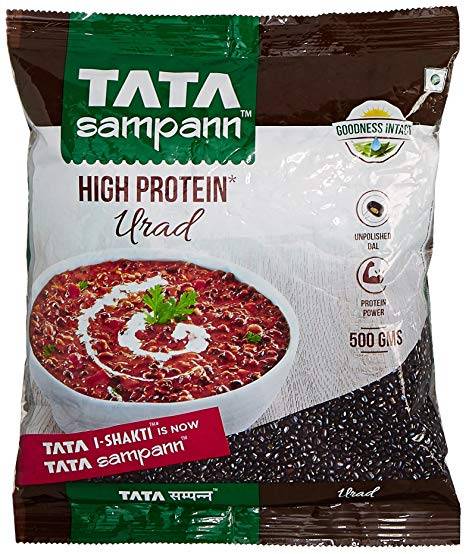 TATA
sampann™
GOODNESS INTACT
HIGH PROTEIN*
Urad
UNPOLISHED
DAL
PROTEIN
POWER
500 GMS
TATA I-SHAKTI™ IS NOW
TATA sampann™
TATA सम्पन्न™
Urad